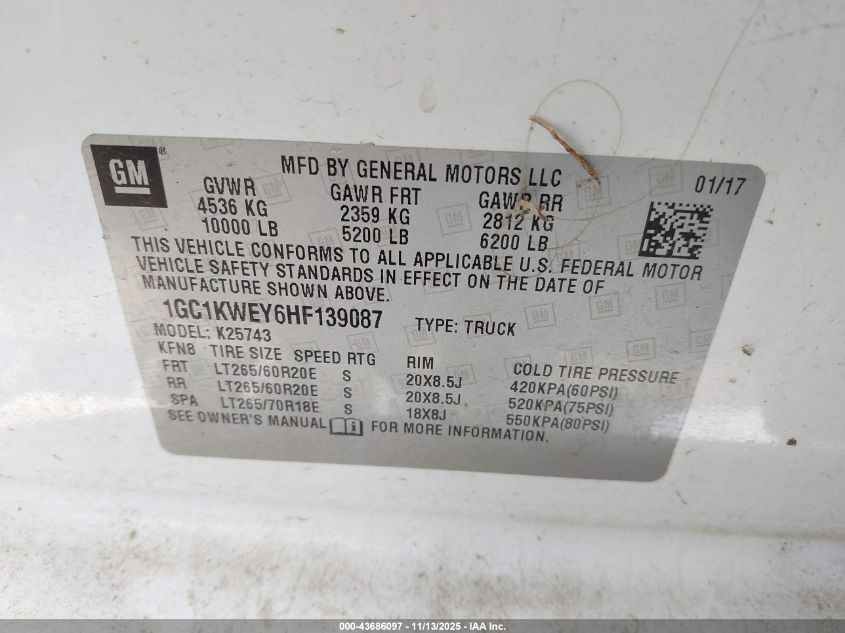 GM
MFD BY GENERAL MOTORS LLC
01/17
GVWR GAWR FRT GAWR RR
4536 KG 2359 KG 2812 KG
10000 LB 5200 LB 6200 LB
THIS VEHICLE CONFORMS TO ALL APPLICABLE U.S. FEDERAL MOTOR
VEHICLE SAFETY STANDARDS IN EFFECT ON THE DATE OF
MANUFACTURE SHOWN ABOVE.
1GC1KWEY6HF139087 TYPE: TRUCK
MODEL: K25743
KFN8 TIRE SIZE SPEED RTG RIM COLD TIRE PRESSURE
FRT LT265/60R20E S 20X8.5J 420KPA(60PSI)
RR LT265/60R20E S 20X8.5J 520KPA(75PSI)
SPA LT265/70R18E S 18X8J 550KPA(80PSI)
SEE OWNER'S MANUAL FOR MORE INFORMATION.
000-43686097 - 11/13/2025 - IAA Inc.